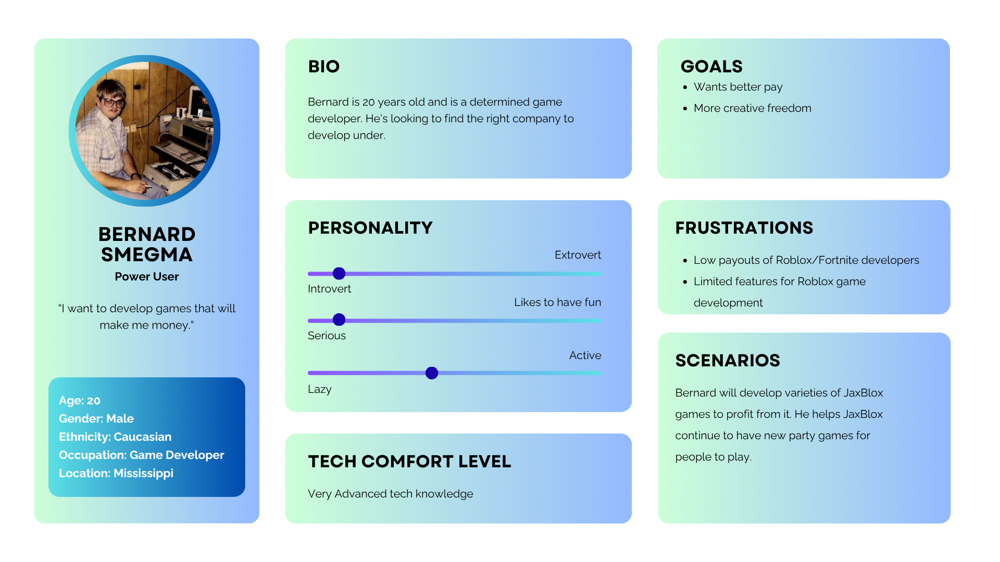 BERNARD
SMEGMA
Power User
“I want to develop games that will
make me money.“
Age: 20
Gender: Male
Ethnicity: Caucasian
Occupation: Game Developer
Location: Mississippi
BIO
Bernard is 20 years old and is a determined game
developer. He's looking to find the right company to
develop under.
PERSONALITY
Extrovert
Introvert
Likes to have fun
Serious
Active
Lazy
TECH COMFORT LEVEL
Very Advanced tech knowledge
GOALS
• Wants better pay
• More creative freedom
FRUSTRATIONS
• Low payouts of Roblox/Fortnite developers
• Limited features for Roblox game
development
SCENARIOS
Bernard will develop varieties of JaxBlox
games to profit from it. He helps JaxBlox
continue to have new party games for
people to play.